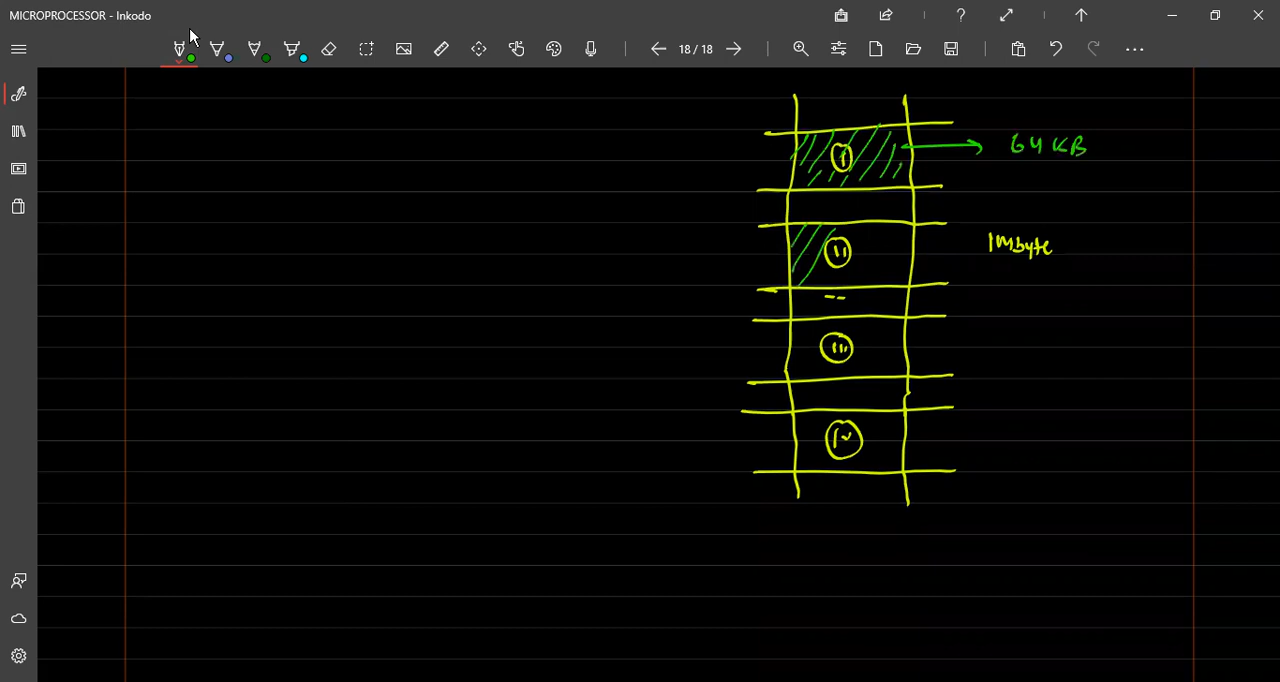 MICROPROCESSOR - Inkodo
18 / 18
I
64 KB
II
1Mbyte
III
IV